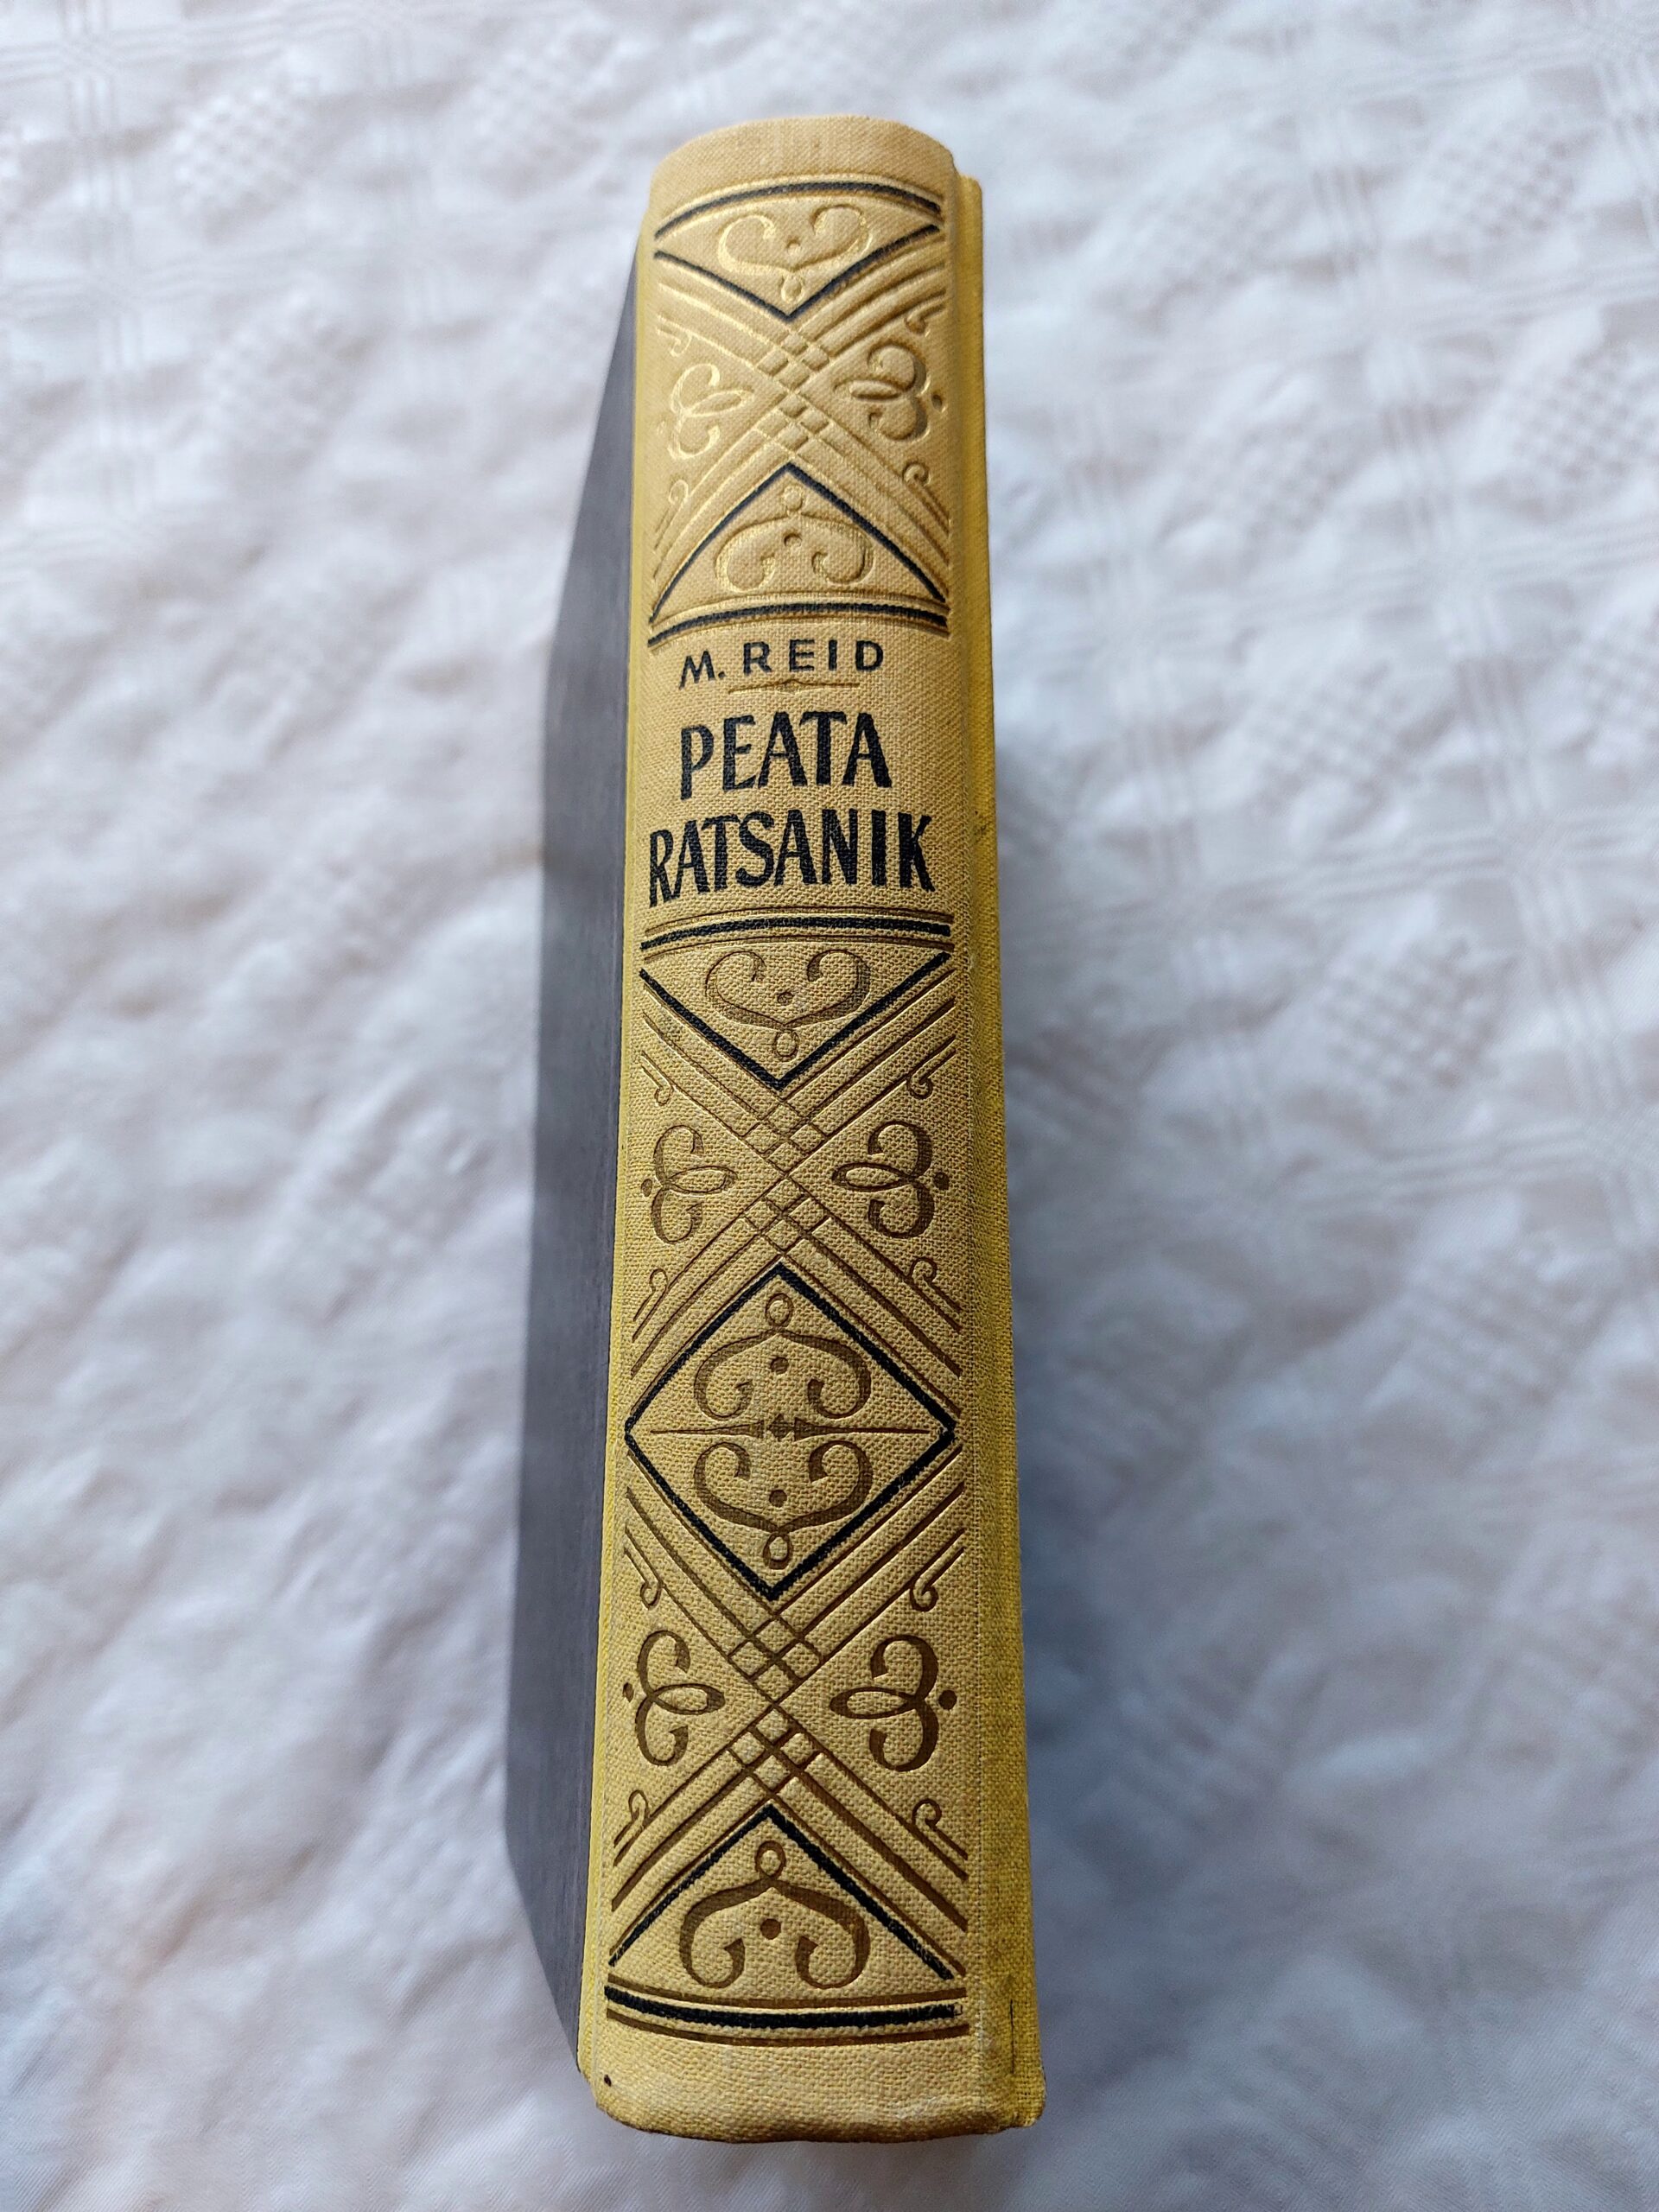 M. REID
PEATA
RATSANIK